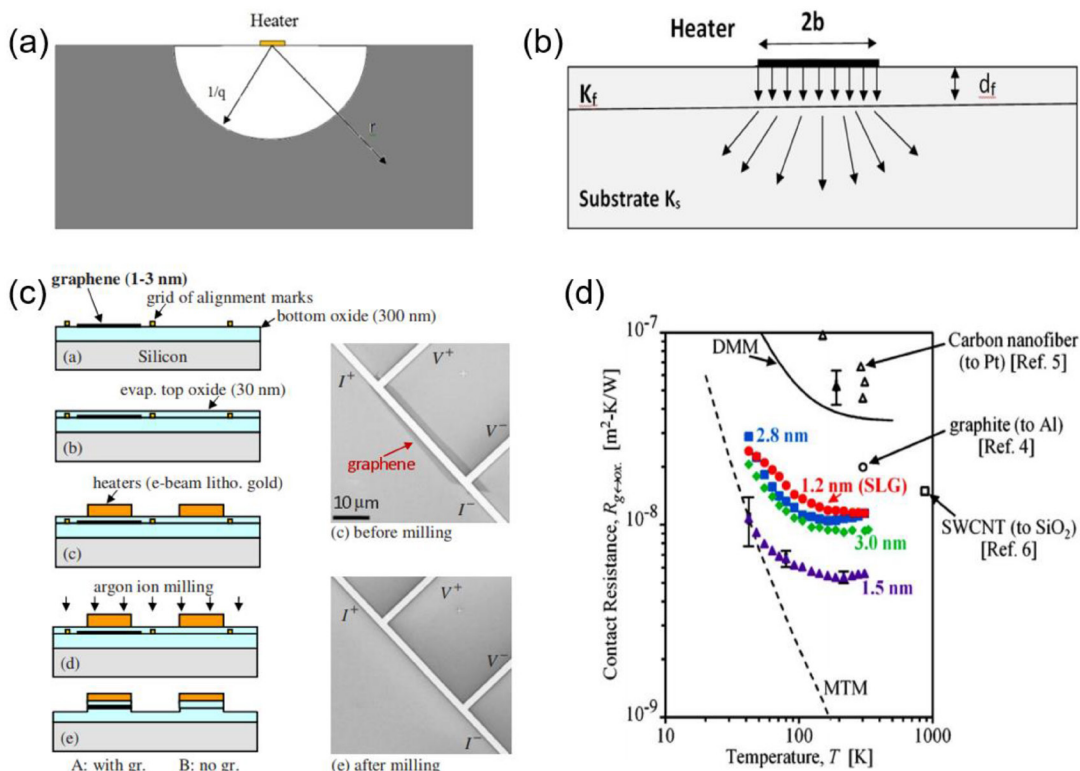 (a)
Heater
1/q
r
(b)
Heater
2b
Kf
df
Substrate Ks
(c)
graphene (1-3 nm)
grid of alignment marks
bottom oxide (300 nm)
Silicon
(a)
evap. top oxide (30 nm)
(b)
heaters (e-beam litho. gold)
(c)
argon ion milling
(d)
(e)
A: with gr.
B: no gr.
I+
V+
V−
graphene
10 μm
I−
(c) before milling
I+
V+
V−
I−
(e) after milling
(d)
Contact Resistance, Rg↔ox. [m²-K/W]
10-7
10-8
10-9
DMM
Carbon nanofiber
(to Pt) [Ref. 5]
2.8 nm
graphite (to Al)
[Ref. 4]
1.2 nm (SLG)
3.0 nm
SWCNT (to SiO₂)
[Ref. 6]
1.5 nm
MTM
10
100
1000
Temperature, T [K]